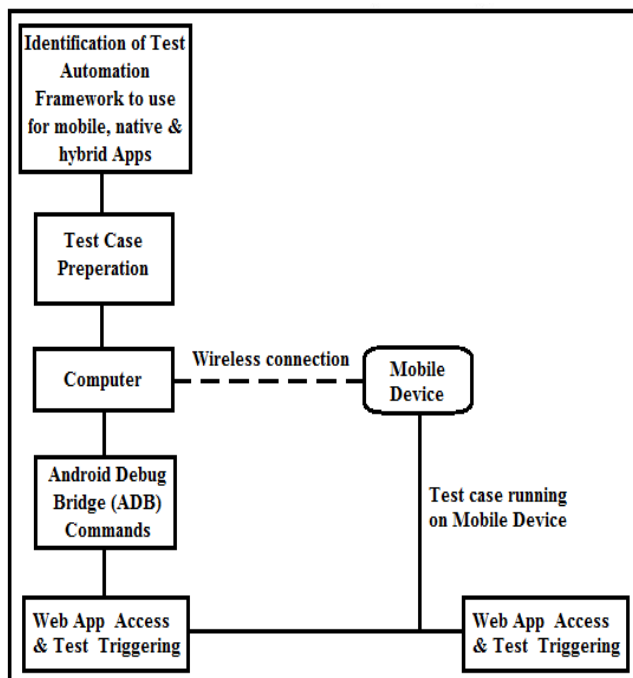 Identification of Test
Automation
Framework to use
for mobile, native &
hybrid Apps
Test Case
Preperation
Computer
Wireless connection
Mobile
Device
Android Debug
Bridge (ADB)
Commands
Test case running
on Mobile Device
Web App Access
& Test Triggering
Web App Access
& Test Triggering